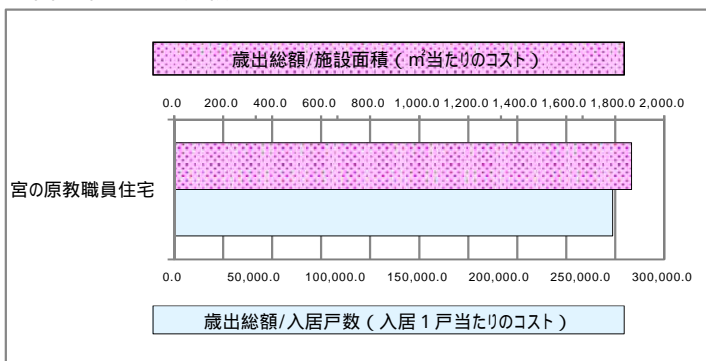 歳出総額/施設面積(㎡当たりのコスト)
0.0 200.0 400.0 600.0 800.0 1,000.0 1,200.0 1,400.0 1,600.0 1,800.0 2,000.0
宮の原教職員住宅
0.0 50,000.0 100,000.0 150,000.0 200,000.0 250,000.0 300,000.0
歳出総額/入居戸数(入居1戸当たりのコスト)